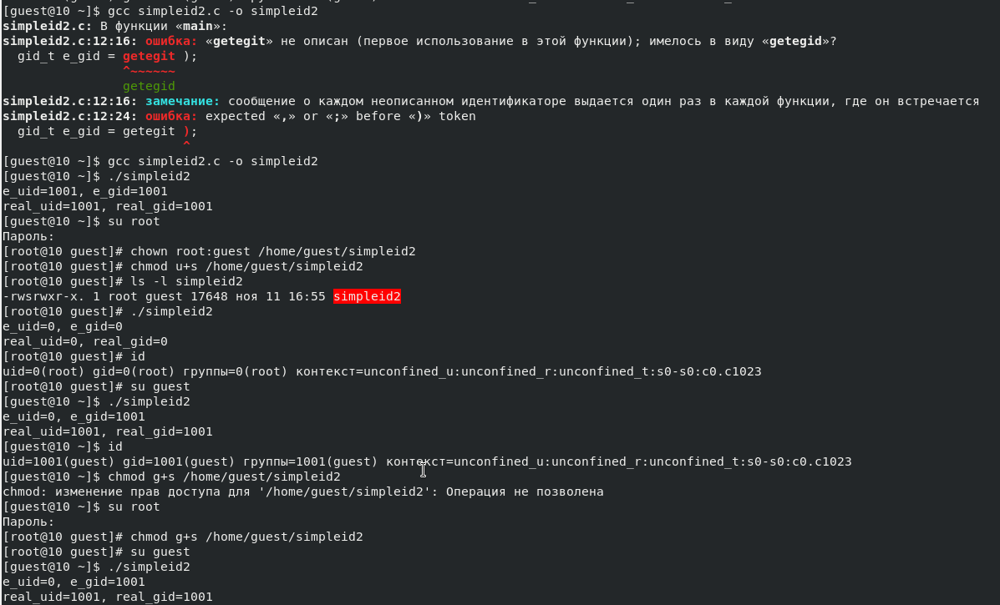 [guest@10 ~]$ gcc simpleid2.c -o simpleid2
simpleid2.c: В функции «main»:
simpleid2.c:12:16: ошибка: «getegit» не описан (первое использование в этой функции); имелось в виду «getegid»?
  gid_t e_gid = getegit );
                ^~~~~~~
                getegid
simpleid2.c:12:16: замечание: сообщение о каждом неописанном идентификаторе выдается один раз в каждой функции, где он встречается
simpleid2.c:12:24: ошибка: expected «,» or «;» before «)» token
  gid_t e_gid = getegit );
                        ^
[guest@10 ~]$ gcc simpleid2.c -o simpleid2
[guest@10 ~]$ ./simpleid2
e_uid=1001, e_gid=1001
real_uid=1001, real_gid=1001
[guest@10 ~]$ su root
Пароль:
[root@10 guest]# chown root:guest /home/guest/simpleid2
[root@10 guest]# chmod u+s /home/guest/simpleid2
[root@10 guest]# ls -l simpleid2
-rwsrwxr-x. 1 root guest 17648 ноя 11 16:55 simpleid2
[root@10 guest]# ./simpleid2
e_uid=0, e_gid=0
real_uid=0, real_gid=0
[root@10 guest]# id
uid=0(root) gid=0(root) группы=0(root) контекст=unconfined_u:unconfined_r:unconfined_t:s0-s0:c0.c1023
[root@10 guest]# su guest
[guest@10 ~]$ ./simpleid2
e_uid=0, e_gid=1001
real_uid=1001, real_gid=1001
[guest@10 ~]$ id
uid=1001(guest) gid=1001(guest) группы=1001(guest) контекст=unconfined_u:unconfined_r:unconfined_t:s0-s0:c0.c1023
[guest@10 ~]$ chmod g+s /home/guest/simpleid2
chmod: изменение прав доступа для '/home/guest/simpleid2': Операция не позволена
[guest@10 ~]$ su root
Пароль:
[root@10 guest]# chmod g+s /home/guest/simpleid2
[root@10 guest]# su guest
[guest@10 ~]$ ./simpleid2
e_uid=0, e_gid=1001
real_uid=1001, real_gid=1001